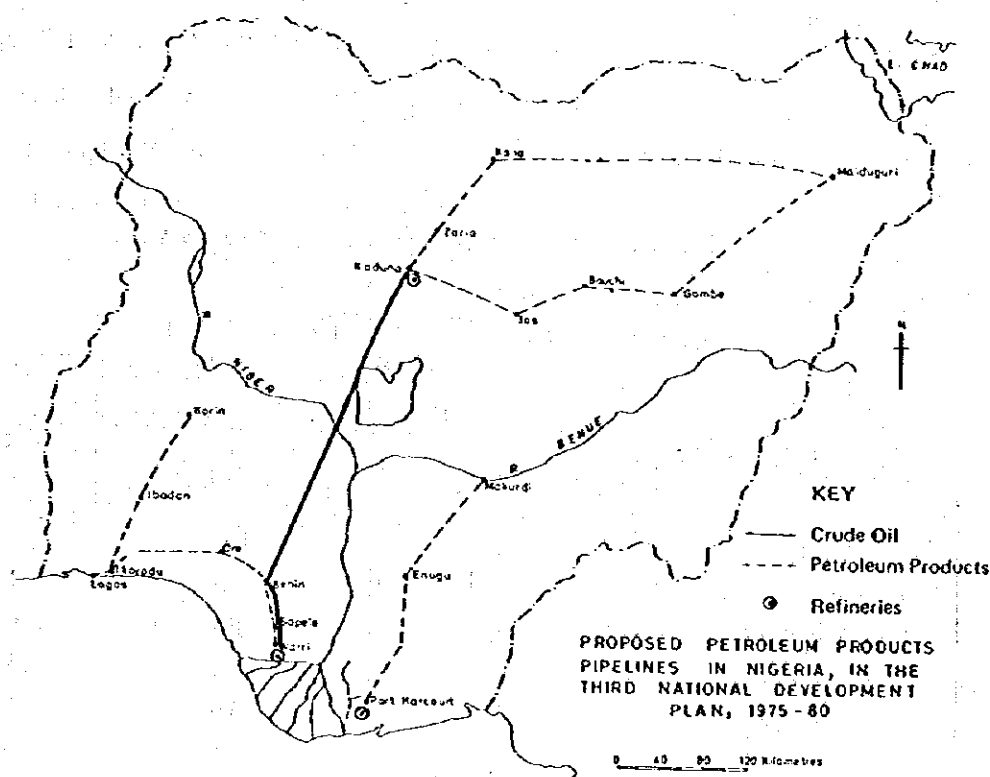 L. CHAD
Kano
Maiduguri
Zaria
Kaduna
Bauchi
Gombe
Jos
N
R
NIGER
BENUE
R
Ilorin
Makurdi
KEY
Ibadan
Crude Oil
Ore
Petroleum Products
Ikorodu
Benin
Enugu
Lagos
Refineries
Sapele
Warri
PROPOSED PETROLEUM PRODUCTS
PIPELINES IN NIGERIA, IN THE
THIRD NATIONAL DEVELOPMENT
PLAN, 1975-80
Port Harcourt
0 40 80 120 Kilometres